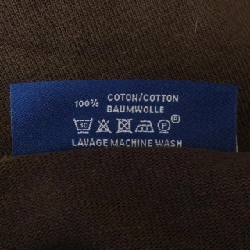 100% COTON/COTTON
BAUMWOLLE
LAVAGE MACHINE WASH